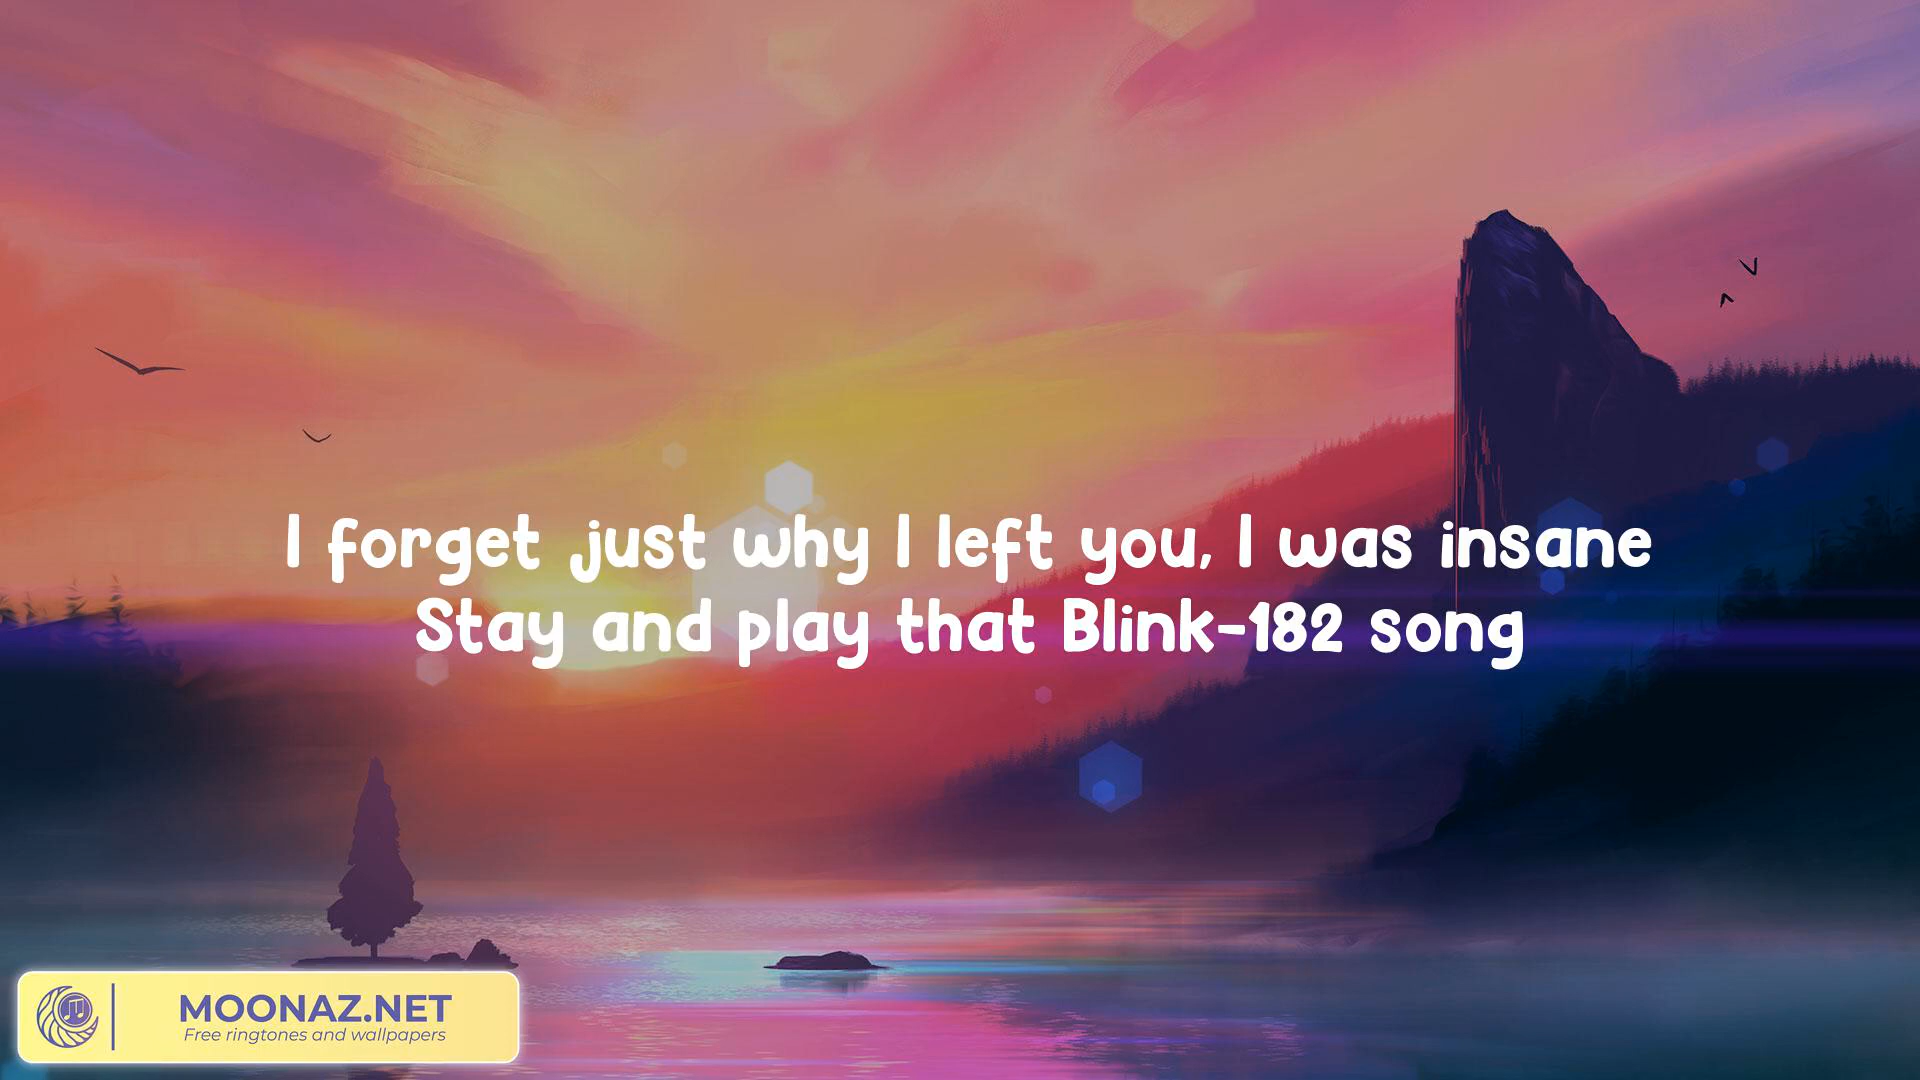 I forget just why I left you, I was insane
Stay and play that Blink-182 song
MOONAZ.NET
Free ringtones and wallpapers